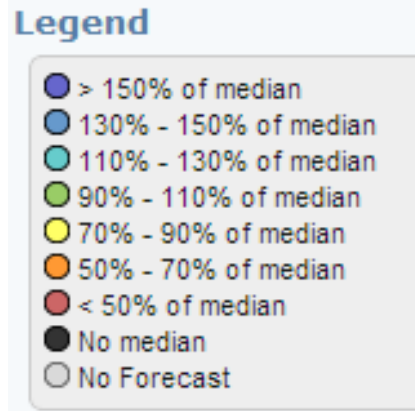 Legend
> 150% of median
130% - 150% of median
110% - 130% of median
90% - 110% of median
70% - 90% of median
50% - 70% of median
< 50% of median
No median
No Forecast